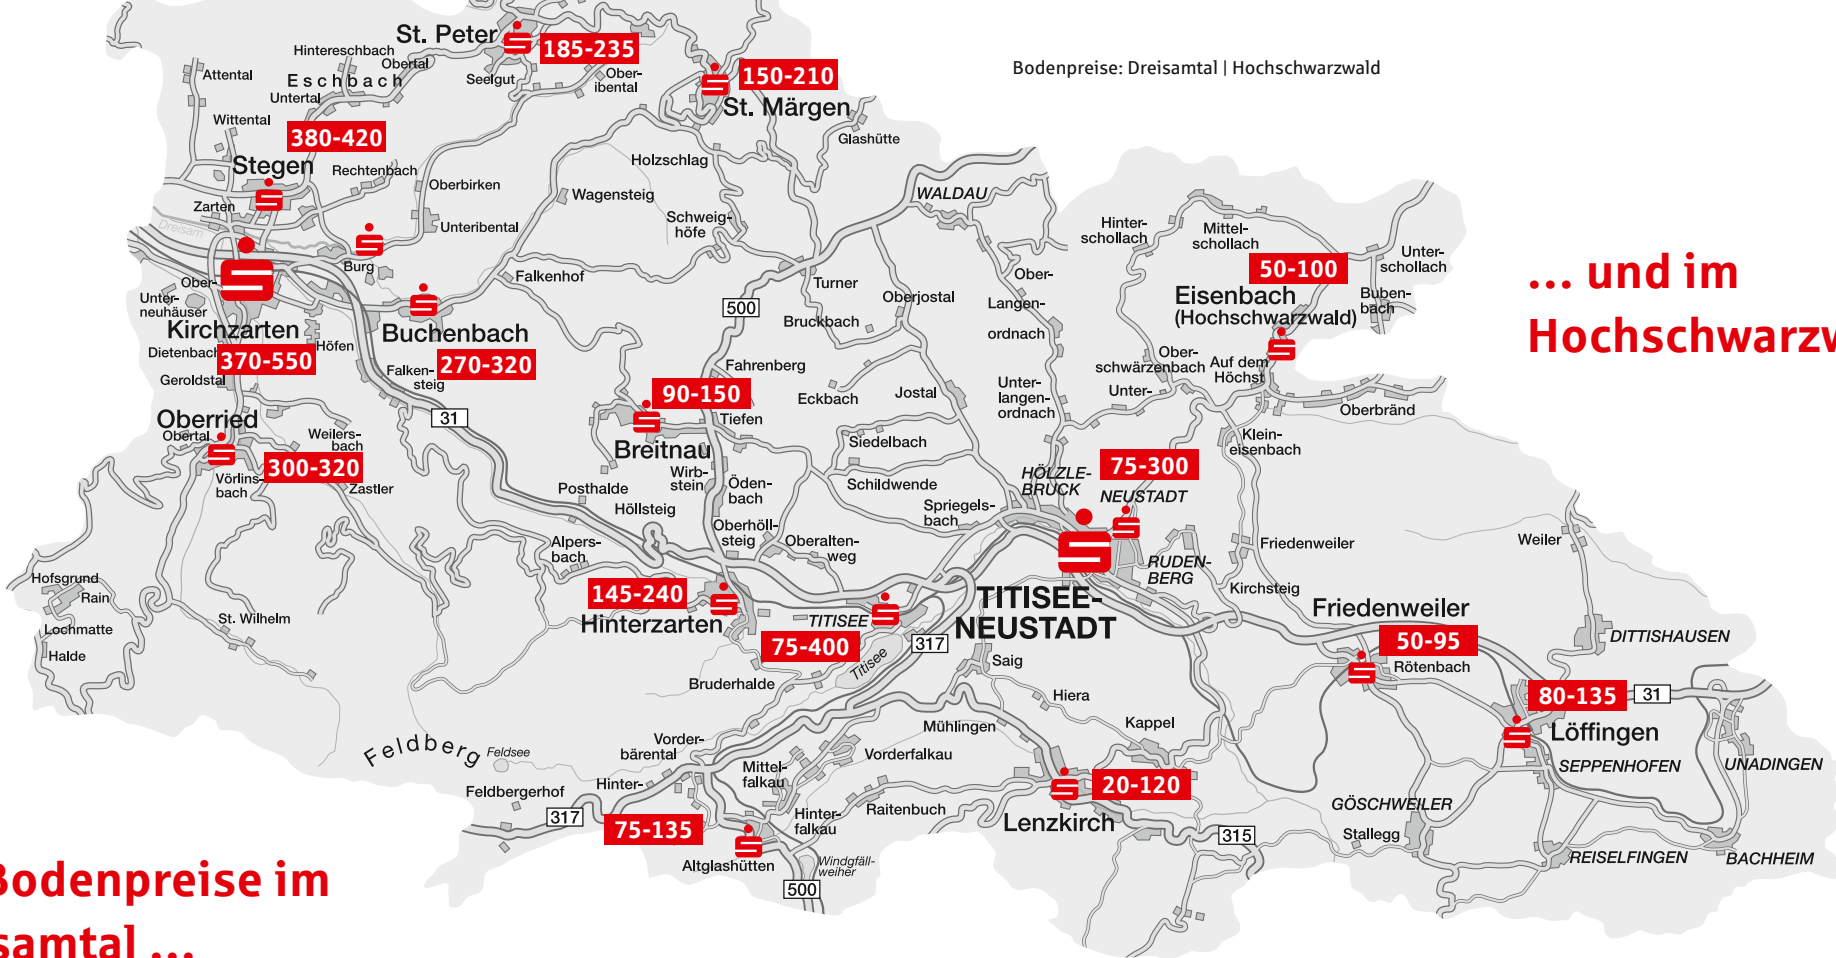 St. Peter
185-235
Hintereschbach
Obertal
Eschbach
Seelgut
Ober-
ibental
150-210
St. Märgen
Bodenpreise: Dreisamtal | Hochschwarzwald
Attental
Untertal
Wittental
380-420
Stegen
Rechtenbach
Glashütte
Holzschlag
Oberbirken
Wagensteig
Zarten
Dreisam
Unteribental
Schweig-
höfe
WALDAU
Hinter-
schollach
Mittel-
schollach
Unter-
schollach
50-100
Burg
Falkenhof
Ober-
Unter-
neuhäuser
Kirchzarten
370-550
Dietenbach
Höfen
Geroldstal
Buchenbach
270-320
Falken-
steig
Turner
Oberjostal
500
Bruckbach
Ober-
Langen-
ordnach
Eisenbach
(Hochschwarzwald)
Buben-
bach
... und im
Hochschwarzw
Fahrenberg
90-150
Tiefen
Breitnau
Eckbach
Jostal
Unter-
langen-
ordnach
Ober-
schwärzenbach
Unter-
Auf dem
Höchst
Oberbränd
31
Oberried
Obertal
Weilers-
bach
300-320
Vörlins-
bach
Zastler
Siedelbach
Klein-
eisenbach
Wirb-
stein
Öden-
bach
Posthalde
Höllsteig
Schildwende
HÖLZLE-
BRUCK
75-300
NEUSTADT
Spriegels-
bach
Oberhöll-
steig
Oberalten-
weg
Alpers-
bach
Friedenweiler
Weiler
RUDEN-
BERG
Kirchsteig
Hofsgrund
Rain
Lochmatte
Halde
St. Wilhelm
145-240
Hinterzarten
TITISEE
75-400
Titisee
TITISEE-
NEUSTADT
317
Friedenweiler
50-95
Rötenbach
DITTISHAUSEN
Saig
Bruderhalde
Hiera
80-135
31
Löffingen
Feldberg
Feldsee
Vorder-
bärental
Mühlingen
Kappel
Mittel-
falkau
Vorderfalkau
SEPPENHOFEN
UNADINGEN
Feldbergerhof
Hinter-
20-120
Lenzkirch
317
75-135
Hinter-
falkau
Raitenbuch
GÖSCHWEILER
Stallegg
315
Altglashütten
Windgfäll-
weiher
500
REISELFINGEN
BACHHEIM
Bodenpreise im
samtal ...